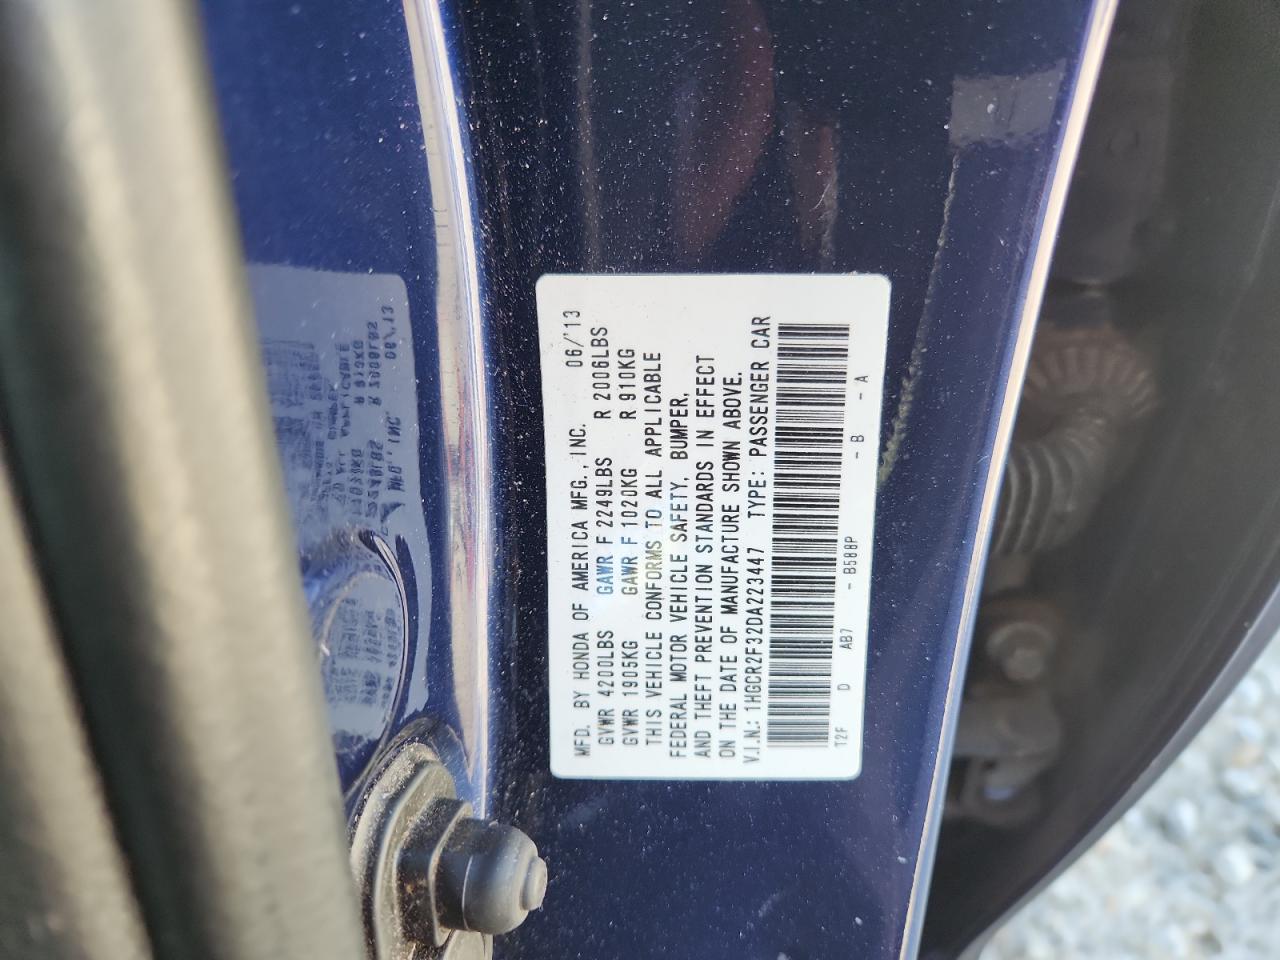 MFD. BY HONDA OF AMERICA MFG., INC. 06/'13
GVWR 4200LBS GAWR F 2249LBS R 2006LBS
GVWR 1905KG GAWR F 1020KG R 910KG
THIS VEHICLE CONFORMS TO ALL APPLICABLE
FEDERAL MOTOR VEHICLE SAFETY, BUMPER,
AND THEFT PREVENTION STANDARDS IN EFFECT
ON THE DATE OF MANUFACTURE SHOWN ABOVE.
V.I.N.: 1HGCR2F32DA223447 TYPE: PASSENGER CAR
T2F D AB7 - B588P - B - A